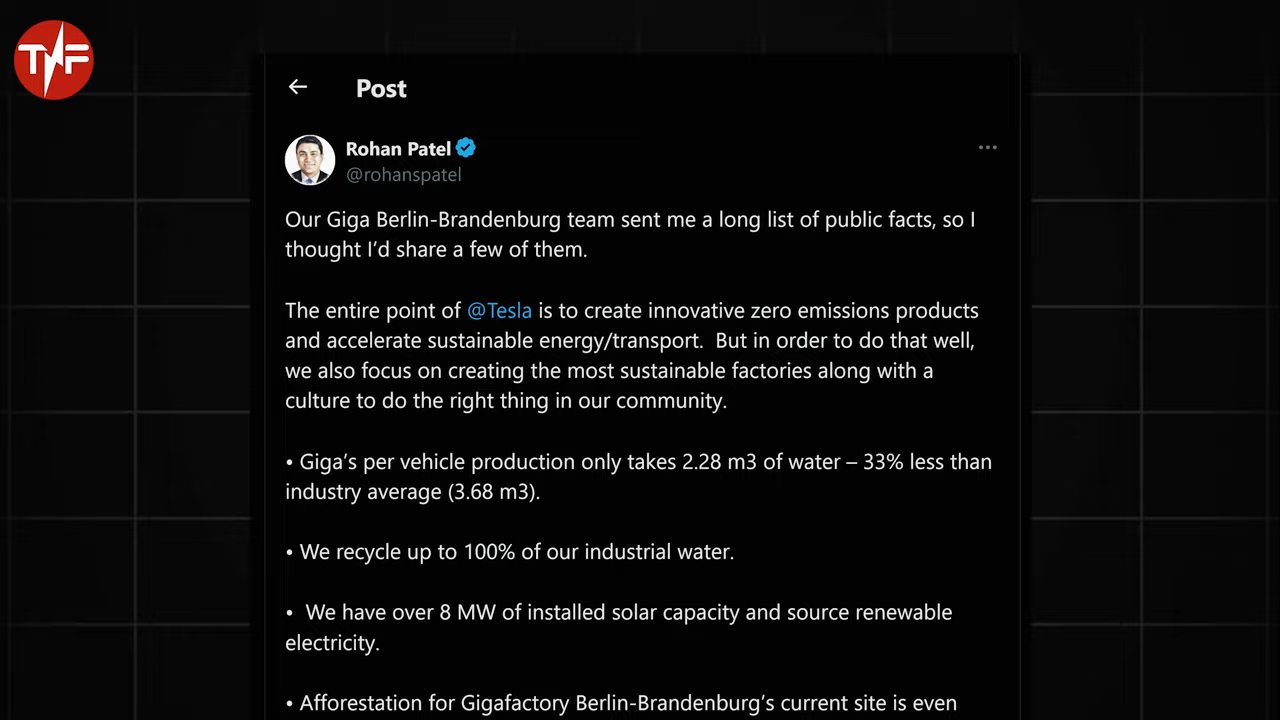 TNF
Post
Rohan Patel
@rohanspatel
Our Giga Berlin-Brandenburg team sent me a long list of public facts, so I
thought I’d share a few of them.
The entire point of @Tesla is to create innovative zero emissions products
and accelerate sustainable energy/transport.  But in order to do that well,
we also focus on creating the most sustainable factories along with a
culture to do the right thing in our community.
• Giga’s per vehicle production only takes 2.28 m3 of water – 33% less than
industry average (3.68 m3).
• We recycle up to 100% of our industrial water.
•  We have over 8 MW of installed solar capacity and source renewable
electricity.
• Afforestation for Gigafactory Berlin-Brandenburg’s current site is even